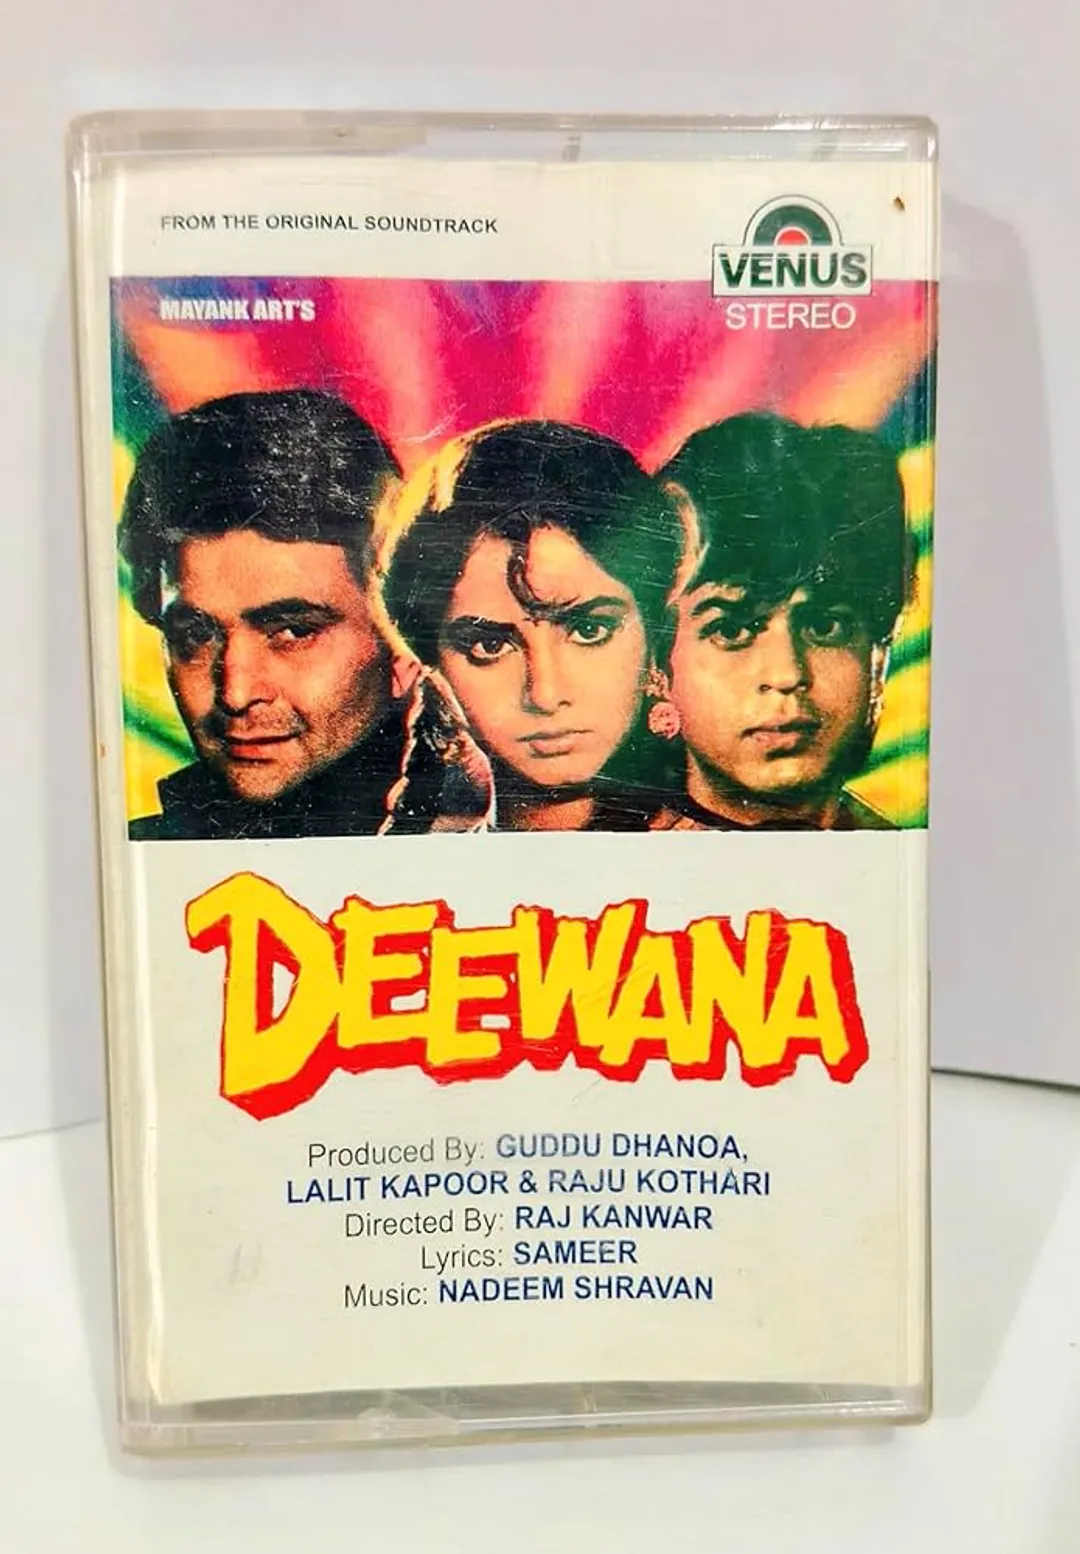 FROM THE ORIGINAL SOUNDTRACK
VENUS
STEREO
MAYANK ART'S
DEEWANA
Produced By: GUDDU DHANOA,
LALIT KAPOOR & RAJU KOTHARI
Directed By: RAJ KANWAR
Lyrics: SAMEER
Music: NADEEM SHRAVAN